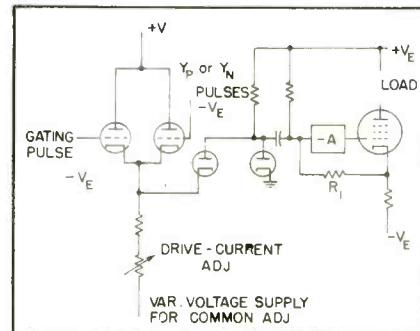 +V
Y_P or Y_N
PULSES
-V_E
+V_E
LOAD
GATING
PULSE
-V_E
-A
R_1
-V_E
DRIVE-CURRENT
ADJ
VAR. VOLTAGE SUPPLY
FOR COMMON ADJ